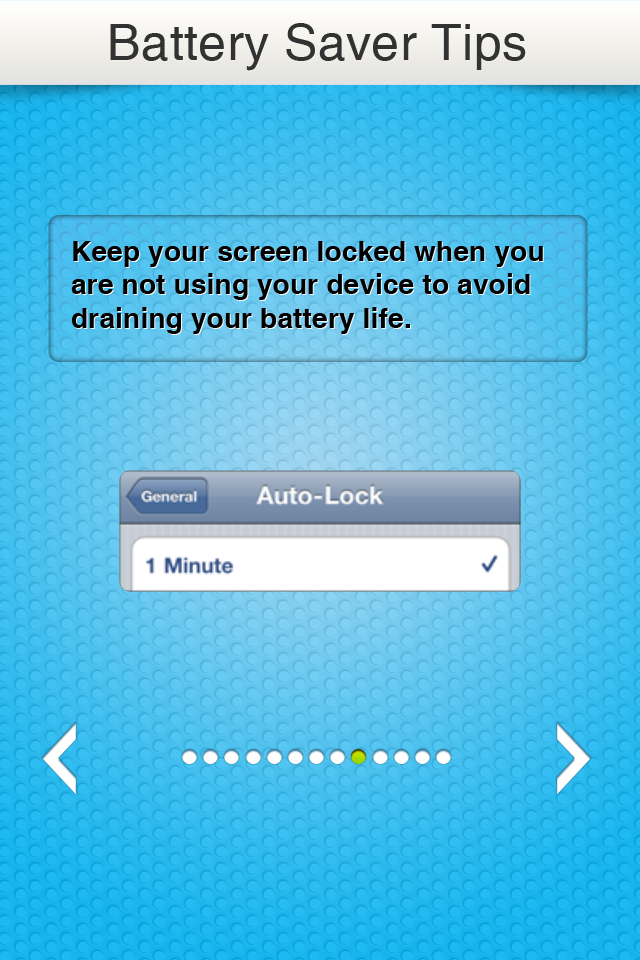 Battery Saver Tips
Keep your screen locked when you
are not using your device to avoid
draining your battery life.
General
Auto-Lock
1 Minute